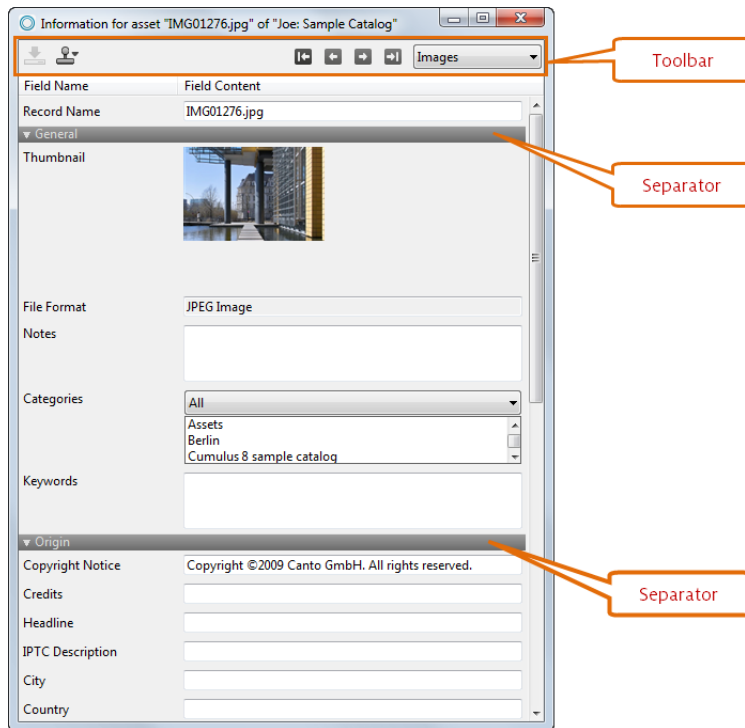 Information for asset "IMG01276.jpg" of "Joe: Sample Catalog"
Images
Toolbar
Field Name Field Content
Record Name IMG01276.jpg
General
Separator
Thumbnail
File Format JPEG Image
Notes
Categories All
Assets
Berlin
Cumulus 8 sample catalog
Keywords
Origin
Copyright Notice Copyright ©2009 Canto GmbH. All rights reserved.
Separator
Credits
Headline
IPTC Description
City
Country